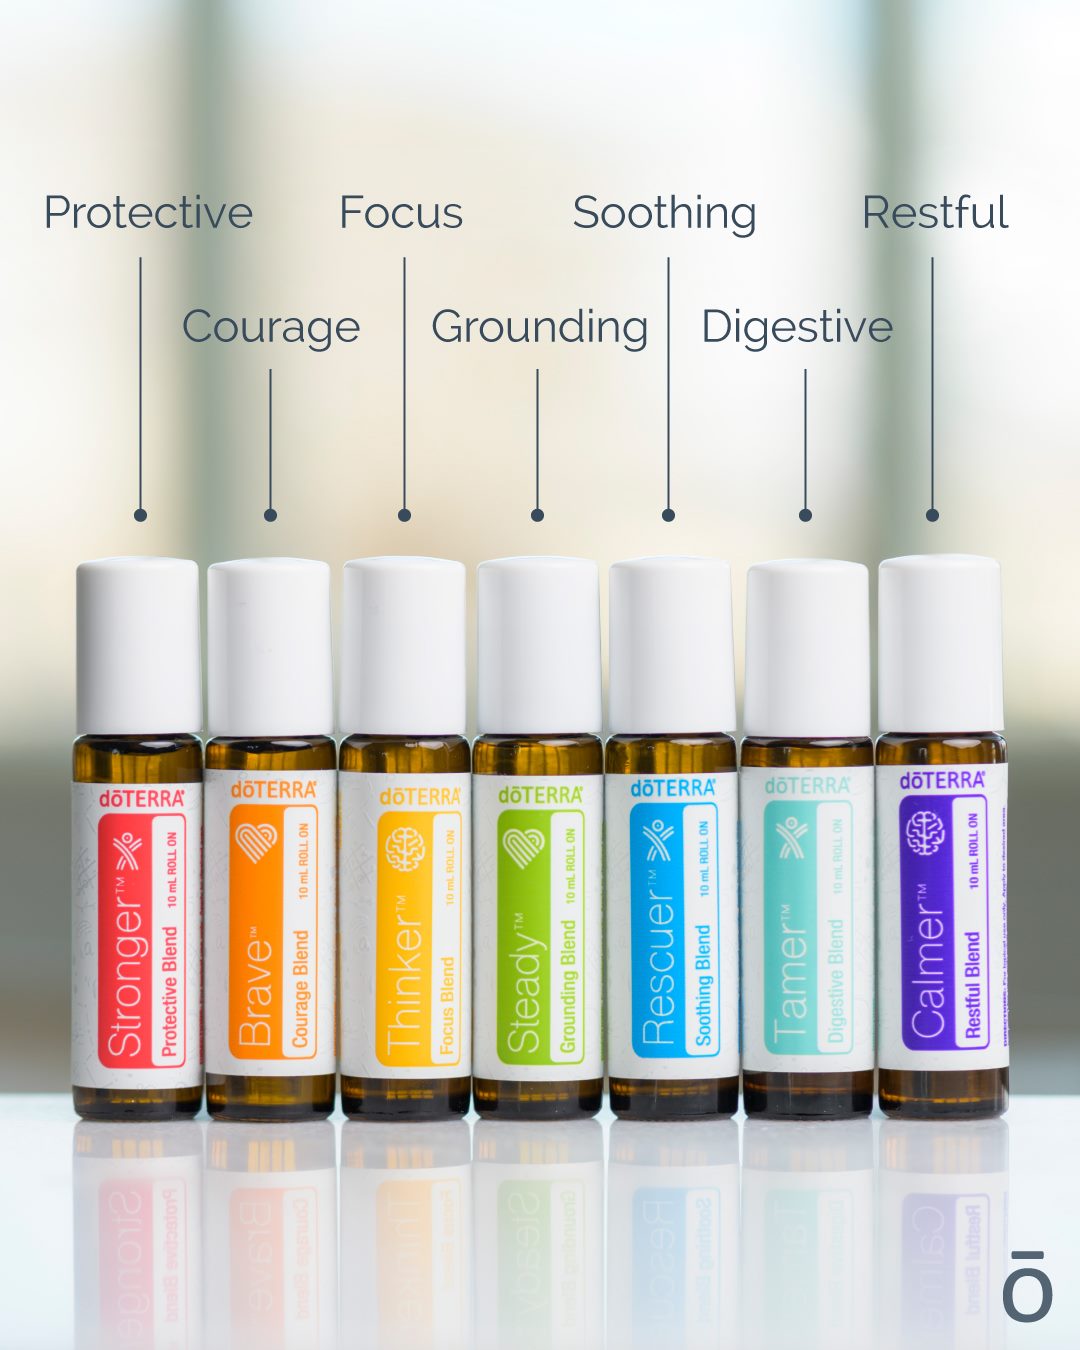 Protective
Focus
Soothing
Restful
Courage
Grounding
Digestive
dōTERRA
Stronger™
Protective Blend 10 mL ROLL ON
dōTERRA
Brave™
Courage Blend 10 mL ROLL ON
dōTERRA
Thinker™
Focus Blend 10 mL ROLL ON
dōTERRA
Steady™
Grounding Blend 10 mL ROLL ON
dōTERRA
Rescuer™
Soothing Blend 10 mL ROLL ON
dōTERRA
Tamer™
Digestive Blend 10 mL ROLL ON
dōTERRA
Calmer™
Restful Blend 10 mL ROLL ON
ō